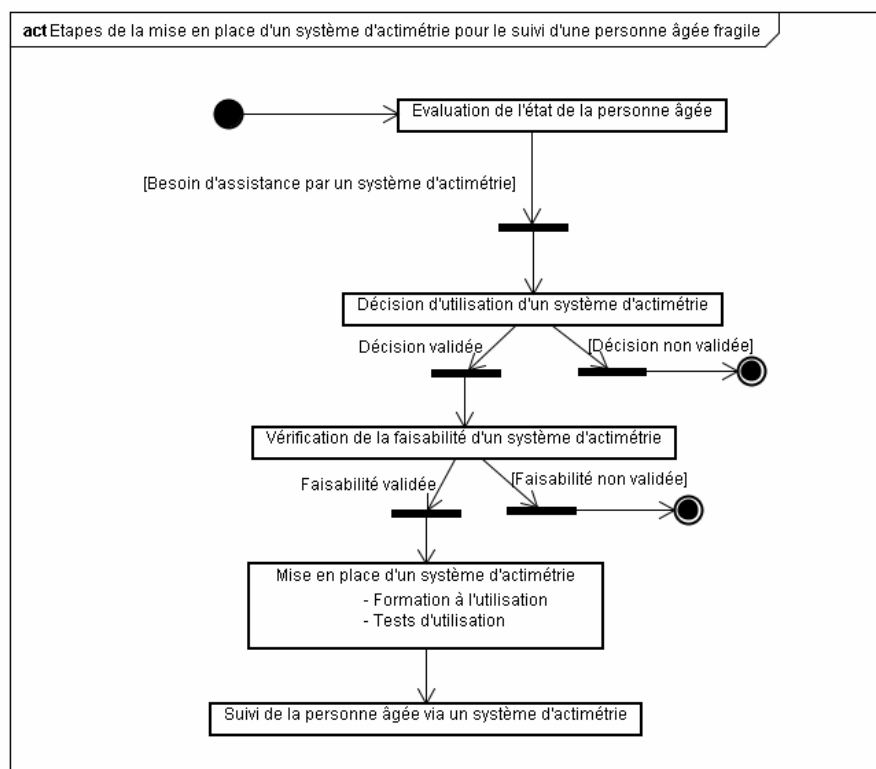 act Etapes de la mise en place d'un système d'actimétrie pour le suivi d'une personne âgée fragile
Evaluation de l'état de la personne âgée
[Besoin d'assistance par un système d'actimétrie]
Décision d'utilisation d'un système d'actimétrie
Décision validée
[Décision non validée]
Vérification de la faisabilité d'un système d'actimétrie
Faisabilité validée
[Faisabilité non validée]
Mise en place d'un système d'actimétrie
- Formation à l'utilisation
- Tests d'utilisation
Suivi de la personne âgée via un système d'actimétrie